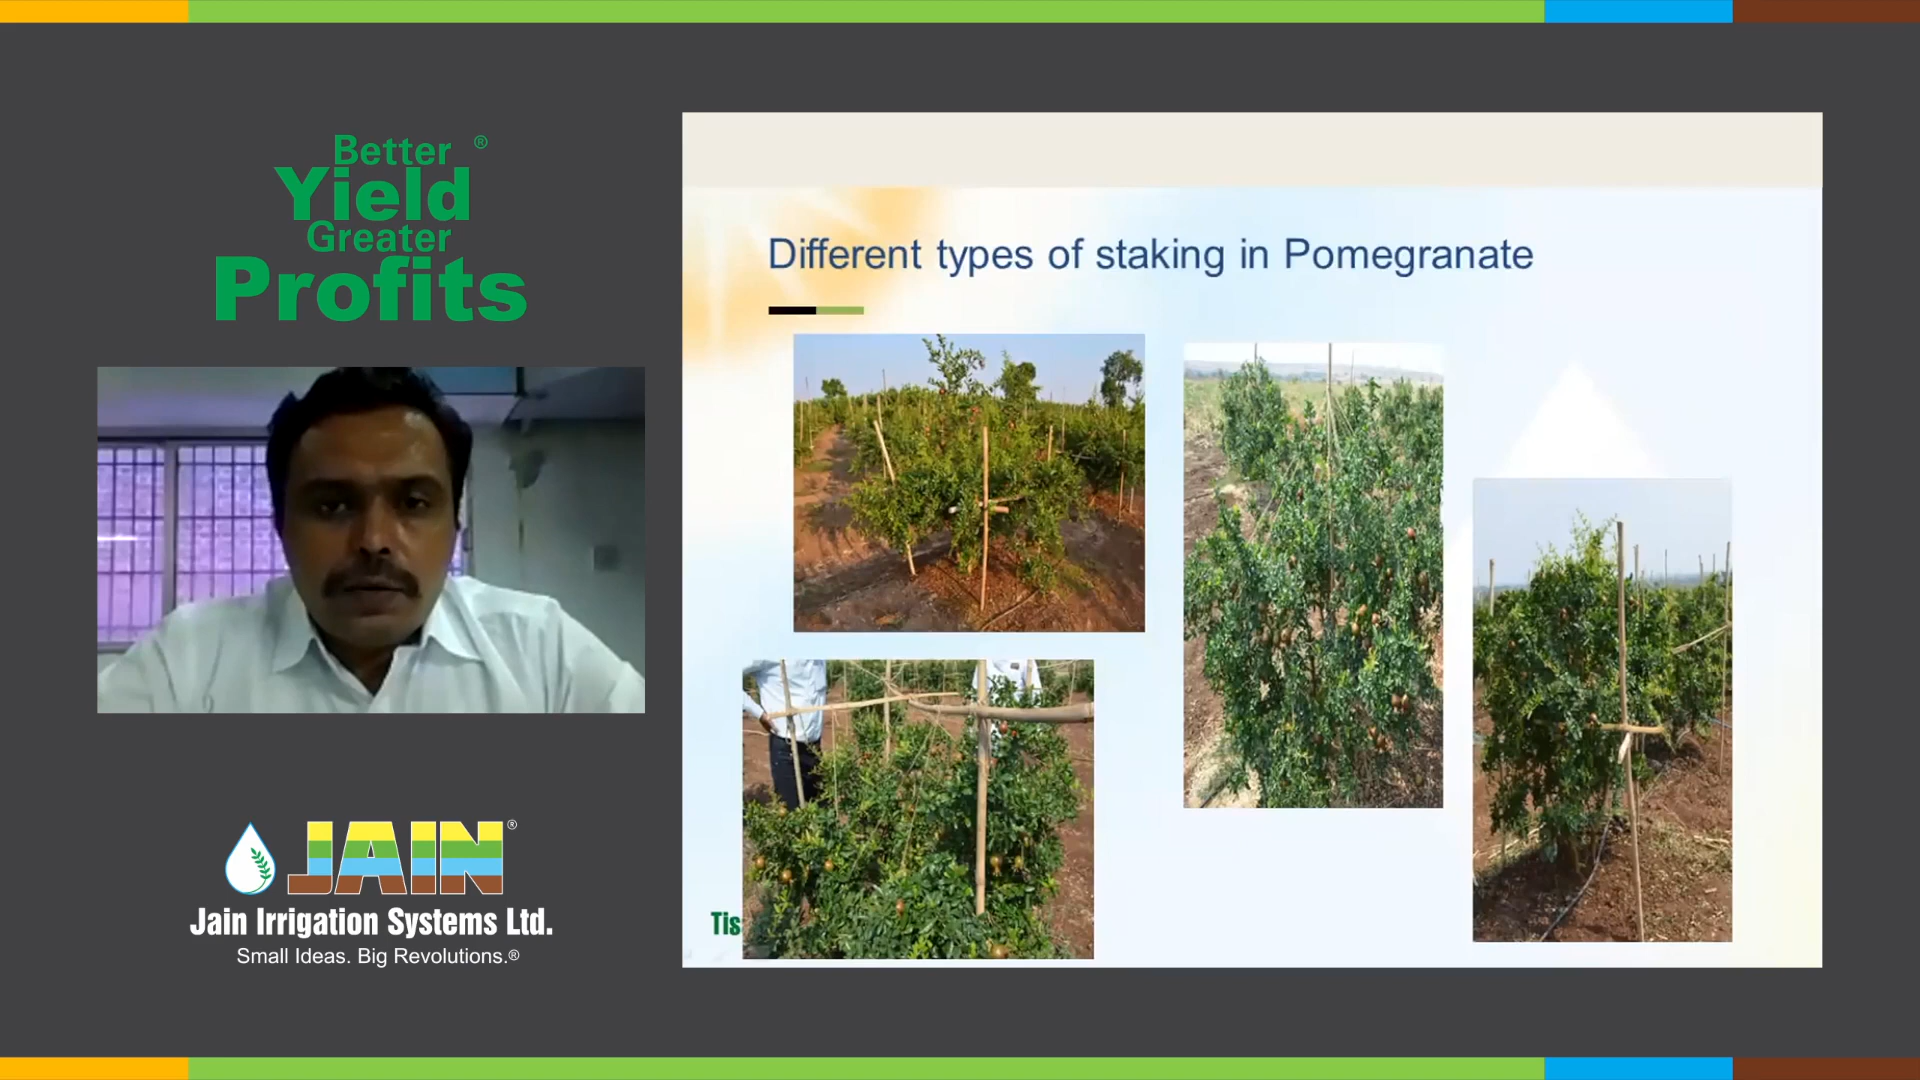 Better ®
Yield
Greater
Profits
JAIN®
Jain Irrigation Systems Ltd.
Small Ideas. Big Revolutions.®
Different types of staking in Pomegranate
Tis